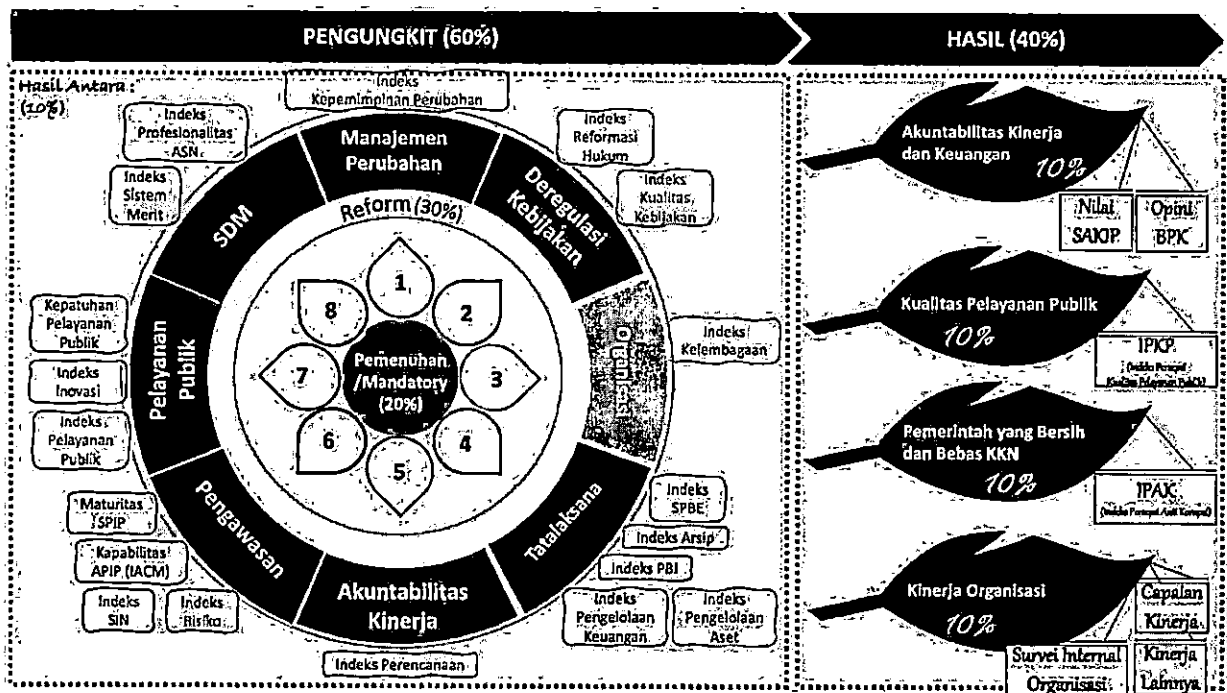 PENGUNGKIT (60%)
HASIL (40%)
Hasil Antara :
(10%)
Indeks
Kepemimpinan Perubahan
Indeks
Profesionalitas
ASN
Indeks
Sistem
Merit
Indeks
Reformasi
Hukum
Indeks
Kualitas
Kebijakan
Manajemen
Perubahan
Deregulasi
Kebijakan
SDM
Reform (30%)
1
2
3
4
5
6
7
8
Pemenuhan
/Mandatory
(20%)
Kepatuhan
Pelayanan
Publik
Indeks
Inovasi
Indeks
Pelayanan
Publik
Pelayanan
Publik
Indeks
Kelembagaan
Maturitas
SPIP
Kapabilitas
APIP (IACM)
Indeks
SIN
Indeks
Risiko
Pengawasan
Akuntabilitas
Kinerja
Tatalaksana
Indeks
SPBE
Indeks Arsip
Indeks PBJ
Indeks
Pengelolaan
Keuangan
Indeks
Pengelolaan
Aset
Indeks Perencanaan
Akuntabilitas Kinerja
dan Keuangan
10%
Nilai
SAKIP
Opini
BPK
Kualitas Pelayanan Publik
10%
IPKP
Kualitas Pelayanan Publik)
Pemerintah yang Bersih
dan Bebas KKN
10%
IPAK
Kinerja Organisasi
10%
Capaian
Kinerja
Survei Internal
Organisasi
Kinerja
Lainnya